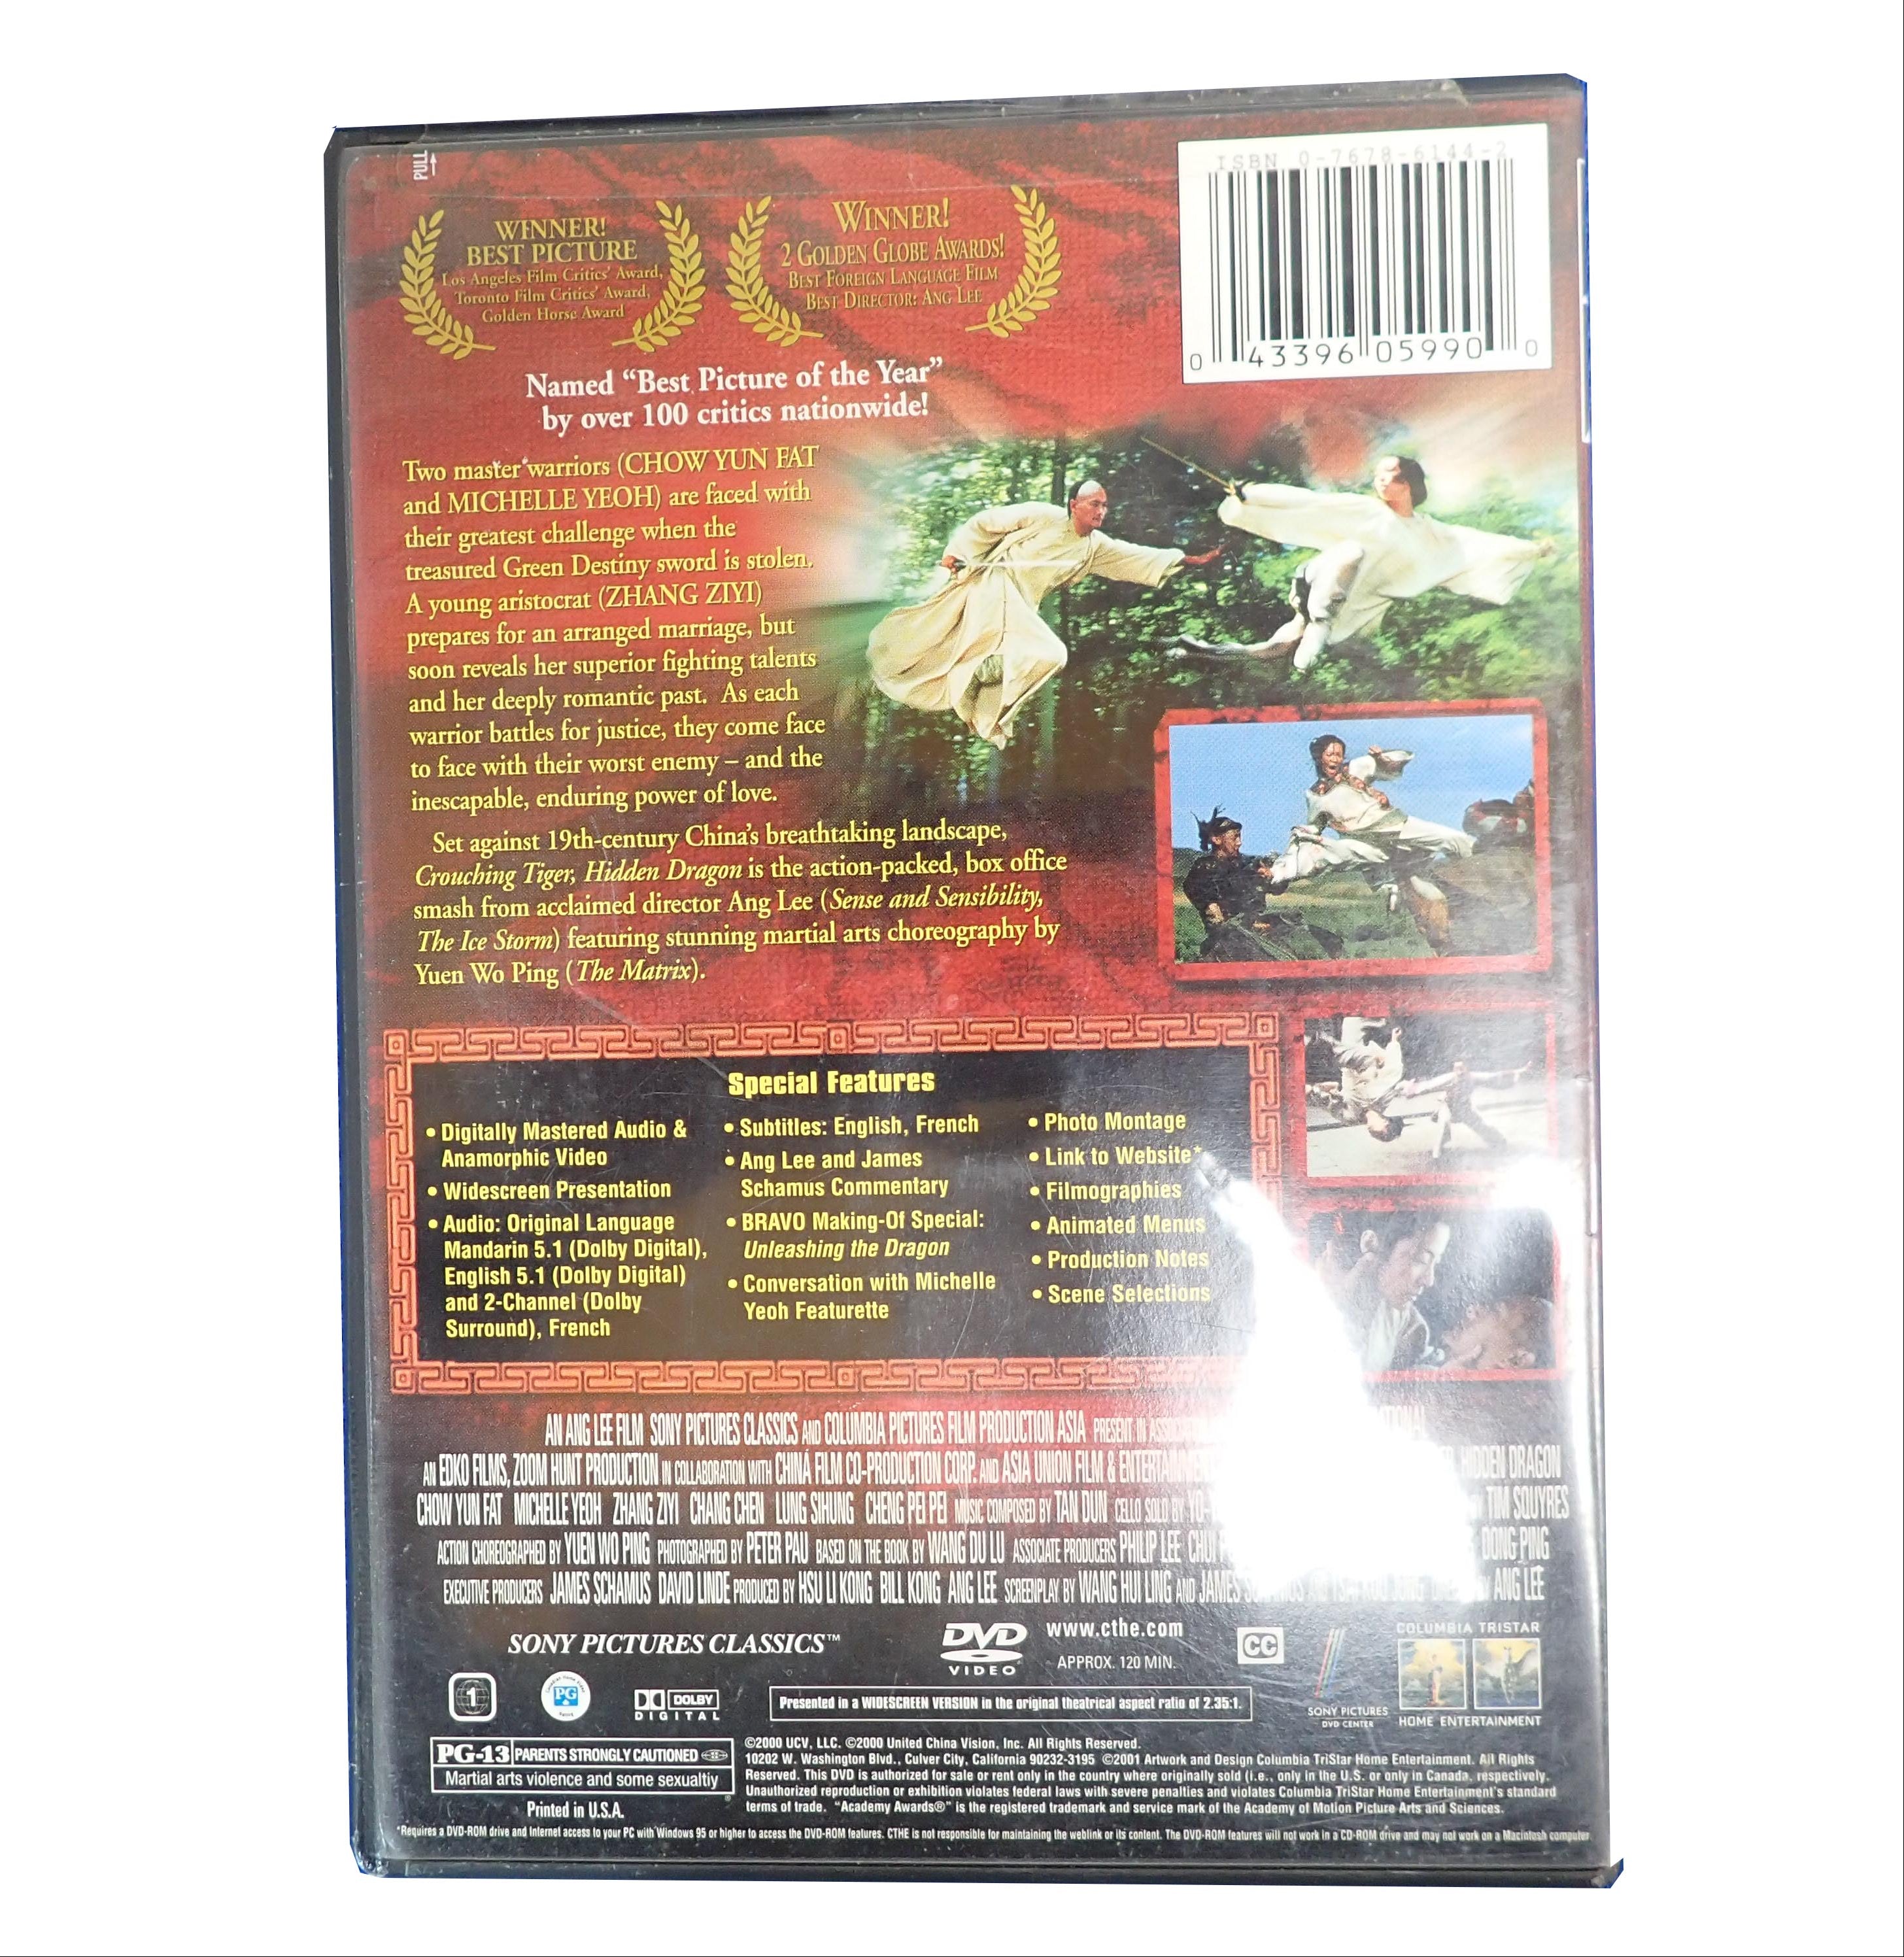 PULL
ISBN 0-7678-6144-2
0 43396 05990 0
WINNER!
BEST PICTURE
Los Angeles Film Critics' Award,
Toronto Film Critics' Award,
Golden Horse Award
WINNER!
2 GOLDEN GLOBE AWARDS!
BEST FOREIGN LANGUAGE FILM
BEST DIRECTOR: ANG LEE
Named “Best Picture of the Year”
by over 100 critics nationwide!
Two master warriors (CHOW YUN FAT
and MICHELLE YEOH) are faced with
their greatest challenge when the
treasured Green Destiny sword is stolen.
A young aristocrat (ZHANG ZIYI)
prepares for an arranged marriage, but
soon reveals her superior fighting talents
and her deeply romantic past. As each
warrior battles for justice, they come face
to face with their worst enemy – and the
inescapable, enduring power of love.
Set against 19th-century China's breathtaking landscape,
Crouching Tiger, Hidden Dragon is the action-packed, box office
smash from acclaimed director Ang Lee (Sense and Sensibility,
The Ice Storm) featuring stunning martial arts choreography by
Yuen Wo Ping (The Matrix).
Special Features
• Digitally Mastered Audio &
Anamorphic Video
• Widescreen Presentation
• Audio: Original Language
Mandarin 5.1 (Dolby Digital),
English 5.1 (Dolby Digital)
and 2-Channel (Dolby
Surround), French
• Subtitles: English, French
• Ang Lee and James
Schamus Commentary
• BRAVO Making-Of Special:
Unleashing the Dragon
• Conversation with Michelle
Yeoh Featurette
• Photo Montage
• Link to Website*
• Filmographies
• Animated Menus
• Production Notes
• Scene Selections
AN ANG LEE FILM SONY PICTURES CLASSICS AND COLUMBIA PICTURES FILM PRODUCTION ASIA PRESENT IN
AN EDKO FILMS, ZOOM HUNT PRODUCTION IN COLLABORATION WITH CHINA FILM CO-PRODUCTION CORP. AND ASIA UNION FILM & ENTERTAINMENT HIDDEN DRAGON
CHOW YUN FAT MICHELLE YEOH ZHANG ZIYI CHANG CHEN LUNG SIHUNG CHENG PEI PEI MUSIC COMPOSED BY TAN DUN CELLO SOLO BY TIM SQUYRES
ACTION CHOREOGRAPHED BY YUEN WO PING PHOTOGRAPHED BY PETER PAU BASED ON THE BOOK BY WANG DU LU ASSOCIATE PRODUCERS PHILIP LEE DONG PING
EXECUTIVE PRODUCERS JAMES SCHAMUS DAVID LINDE PRODUCED BY HSU LI KONG BILL KONG ANG LEE SCREENPLAY BY WANG HUI LING AND JAMES ANG LEE
SONY PICTURES CLASSICS™
DVD
VIDEO
www.cthe.com
APPROX. 120 MIN.
CC
COLUMBIA TRISTAR
HOME ENTERTAINMENT
SONY PICTURES
DVD CENTER
1
PG
DOLBY
DIGITAL
Presented in a WIDESCREEN VERSION in the original theatrical aspect ratio of 2.35:1.
PG-13 PARENTS STRONGLY CAUTIONED
Martial arts violence and some sexualtiy
Printed in U.S.A.
©2000 UCV, LLC. ©2000 United China Vision, Inc. All Rights Reserved.
10202 W. Washington Blvd., Culver City, California 90232-3195 ©2001 Artwork and Design Columbia TriStar Home Entertainment. All Rights
Reserved. This DVD is authorized for sale or rent only in the country where originally sold (i.e., only in the U.S. or only in Canada, respectively.
Unauthorized reproduction or exhibition violates federal laws with severe penalties and violates Columbia TriStar Home Entertainment's standard
terms of trade. “Academy Awards®” is the registered trademark and service mark of the Academy of Motion Picture Arts and Sciences.
*Requires a DVD-ROM drive and Internet access to your PC with Windows 95 or higher to access the DVD-ROM features. CTHE is not responsible for maintaining the weblink or its content. The DVD-ROM features will not work in a CD-ROM drive and may not work on a Macintosh computer.